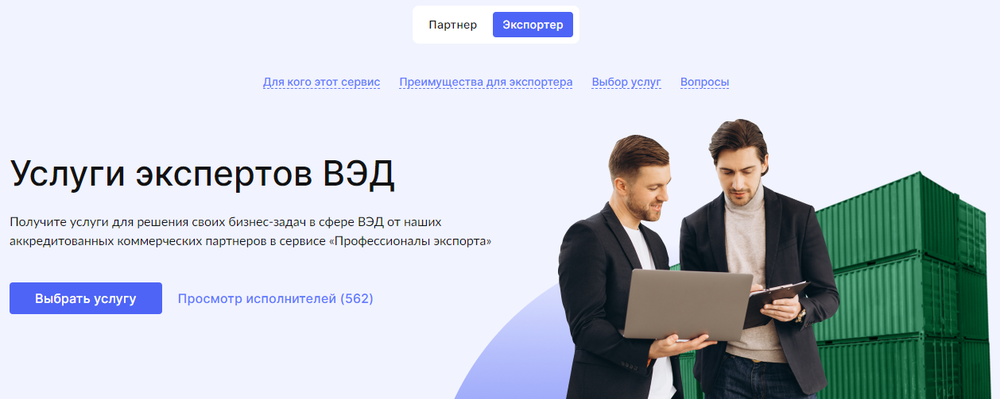 Партнер Экспортер
Для кого этот сервис Преимущества для экспортера Выбор услуг Вопросы
Услуги экспертов ВЭД
Получите услуги для решения своих бизнес-задач в сфере ВЭД от наших
аккредитованных коммерческих партнеров в сервисе «Профессионалы экспорта»
Выбрать услугу Просмотр исполнителей (562)